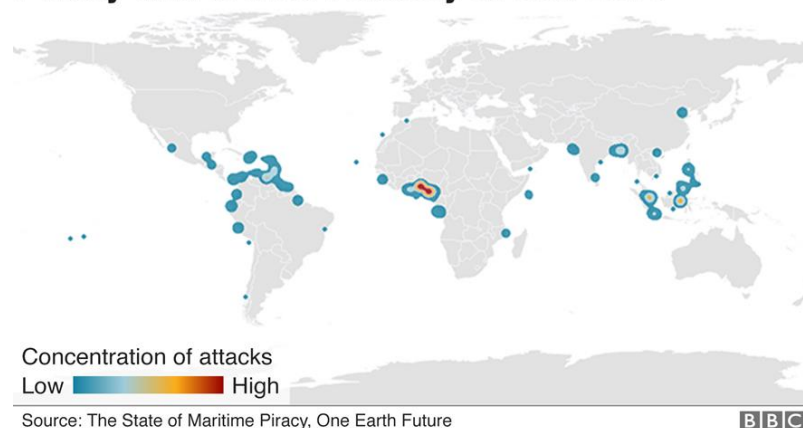 Concentration of attacks
Low High
Source: The State of Maritime Piracy, One Earth Future
BBC